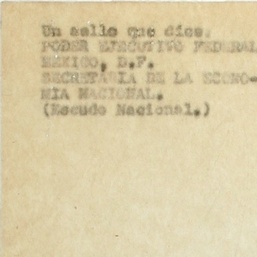 Un sello que dice.
PODER EJECUTIVO FEDERAL
MEXICO, D.F.
SECRETARIA DE LA ECONO-
MIA NACIONAL.
(Escudo Nacional.)